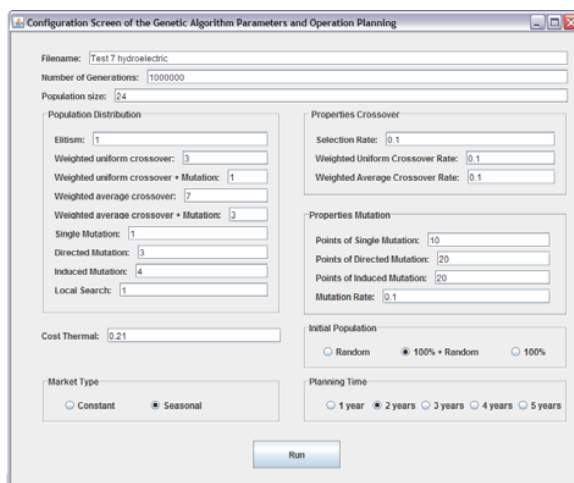 Configuration Screen of the Genetic Algorithm Parameters and Operation Planning
Filename: Test 7 hydroelectric
Number of Generations: 1000000
Population size: 24
Population Distribution
Elitism: 1
Weighted uniform crossover: 3
Weighted uniform crossover + Mutation: 1
Weighted average crossover: 7
Weighted average crossover + Mutation: 3
Single Mutation: 1
Directed Mutation: 3
Induced Mutation: 4
Local Search: 1
Properties Crossover
Selection Rate: 0.1
Weighted Uniform Crossover Rate: 0.1
Weighted Average Crossover Rate: 0.1
Properties Mutation
Points of Single Mutation: 10
Points of Directed Mutation: 20
Points of Induced Mutation: 20
Mutation Rate: 0.1
Cost Thermal: 0.21
Initial Population
Random 100% + Random 100%
Market Type
Constant Seasonal
Planning Time
1 year 2 years 3 years 4 years 5 years
Run